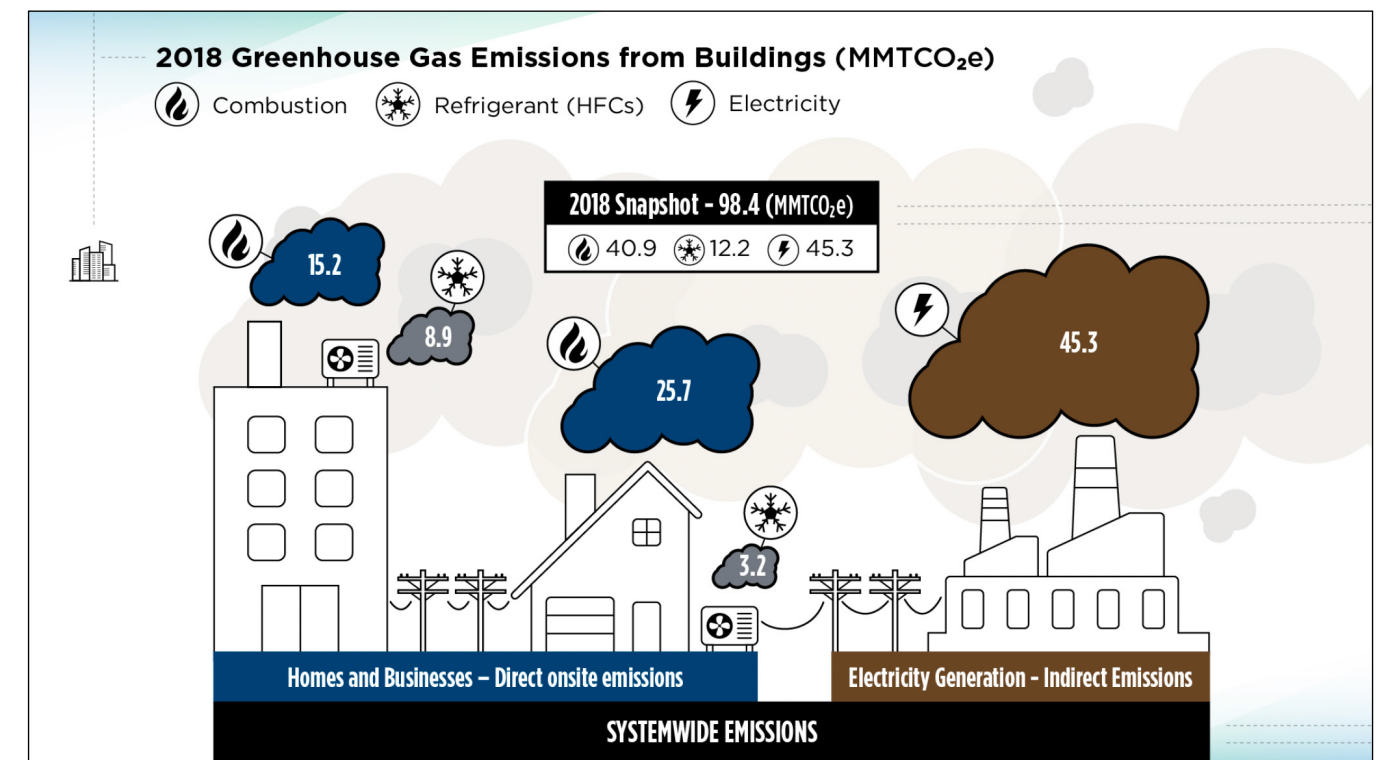 2018 Greenhouse Gas Emissions from Buildings (MMTCO₂e)
Combustion Refrigerant (HFCs) Electricity
2018 Snapshot - 98.4 (MMTCO₂e)
40.9 12.2 45.3
15.2
8.9
25.7
45.3
3.2
Homes and Businesses – Direct onsite emissions
Electricity Generation - Indirect Emissions
SYSTEMWIDE EMISSIONS